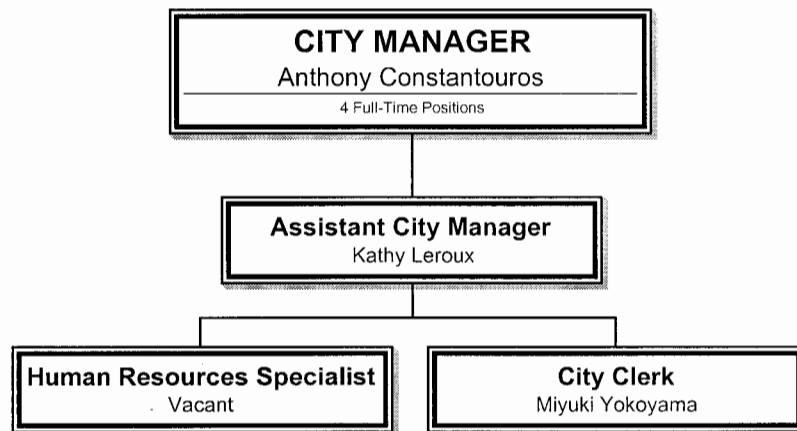 CITY MANAGER
Anthony Constantouros
4 Full-Time Positions
Assistant City Manager
Kathy Leroux
Human Resources Specialist
Vacant
City Clerk
Miyuki Yokoyama